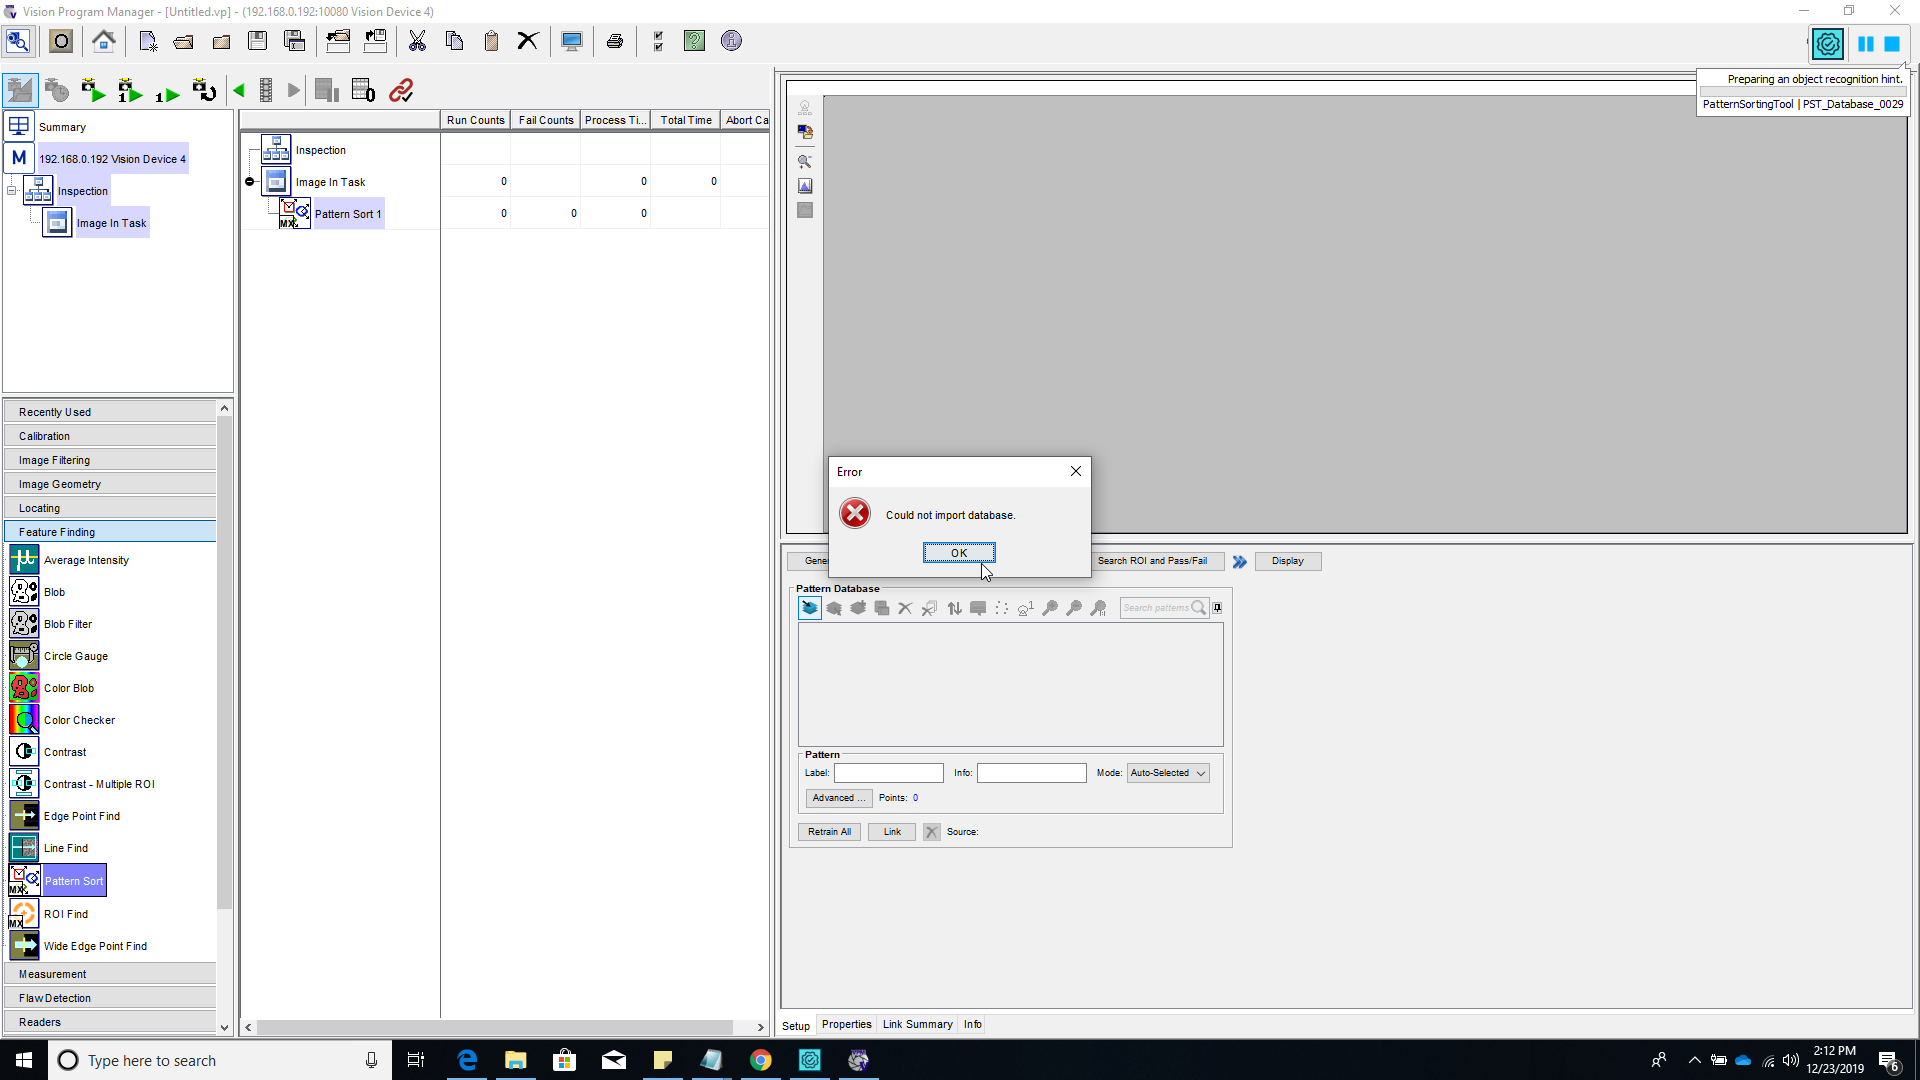 Vision Program Manager - [Untitled.vp] - (192.168.0.192:10080 Vision Device 4)
O
Preparing an object recognition hint.
PatternSortingTool | PST_Database_0029
Summary
M
192.168.0.192 Vision Device 4
Inspection
Image In Task
Run Counts
Fail Counts
Process Ti...
Total Time
Abort Ca
Inspection
Image In Task
0
0
0
MX
Pattern Sort 1
0
0
0
Recently Used
Calibration
Image Filtering
Image Geometry
Locating
Feature Finding
Average Intensity
Blob
Blob Filter
Circle Gauge
Color Blob
Color Checker
Contrast
Contrast - Multiple ROI
Edge Point Find
Line Find
MX
Pattern Sort
MX
ROI Find
Wide Edge Point Find
Measurement
Flaw Detection
Readers
Error
Could not import database.
OK
Gene
Search ROI and Pass/Fail
Display
Pattern Database
Search patterns
Pattern
Label:
Info:
Mode:
Auto-Selected
Advanced ...
Points:
0
Retrain All
Link
Source:
Setup
Properties
Link Summary
Info
Type here to search
2:12 PM
12/23/2019
6